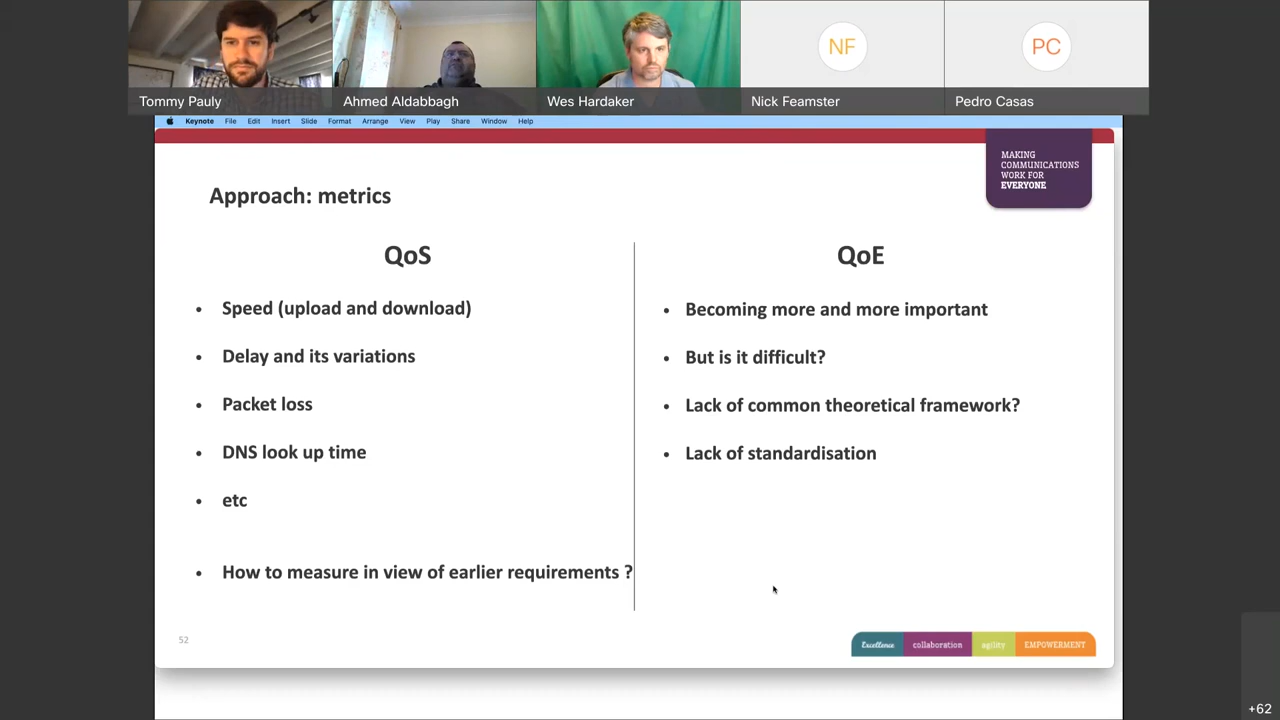 NF
PC
Tommy Pauly
Ahmed Aldabbagh
Wes Hardaker
Nick Feamster
Pedro Casas
Keynote File Edit Insert Slide Format Arrange View Play Share Window Help
MAKING
COMMUNICATIONS
WORK FOR
EVERYONE
Approach: metrics
QoS
• Speed (upload and download)
• Delay and its variations
• Packet loss
• DNS look up time
• etc
• How to measure in view of earlier requirements ?
QoE
• Becoming more and more important
• But is it difficult?
• Lack of common theoretical framework?
• Lack of standardisation
52
Excellence collaboration agility EMPOWERMENT
+62